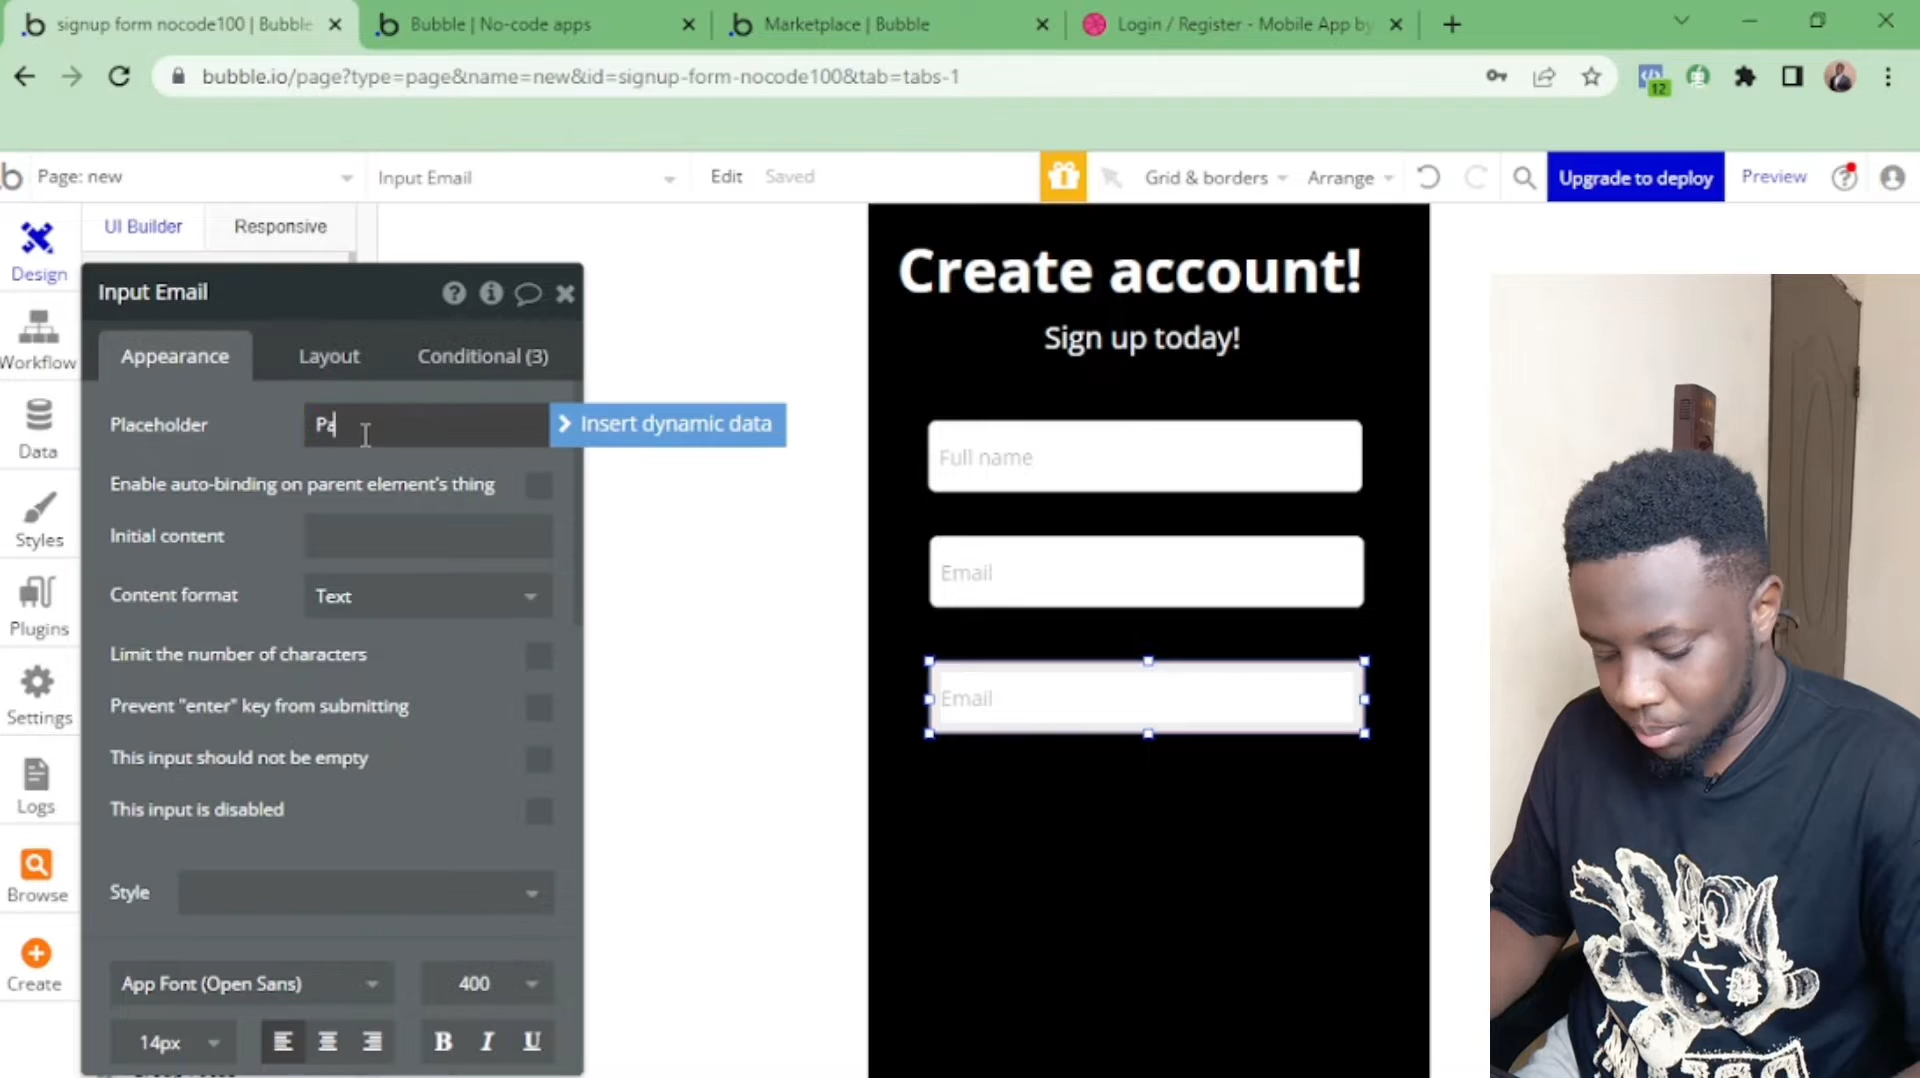 signup form nocode100 | Bubble
Bubble | No-code apps
Marketplace | Bubble
Login / Register - Mobile App by
bubble.io/page?type=page&name=new&id=signup-form-nocode100&tab=tabs-1
12
Page: new
Input Email
Edit
Saved
Grid & borders
Arrange
Upgrade to deploy
Preview
Design
Workflow
Data
Styles
Plugins
Settings
Logs
Browse
Create
UI Builder
Responsive
Input Email
Appearance
Layout
Conditional (3)
Placeholder
Pa
Insert dynamic data
Enable auto-binding on parent element's thing
Initial content
Content format
Text
Limit the number of characters
Prevent "enter" key from submitting
This input should not be empty
This input is disabled
Style
App Font (Open Sans)
400
14px
B I U
Create account!
Sign up today!
Full name
Email
Email